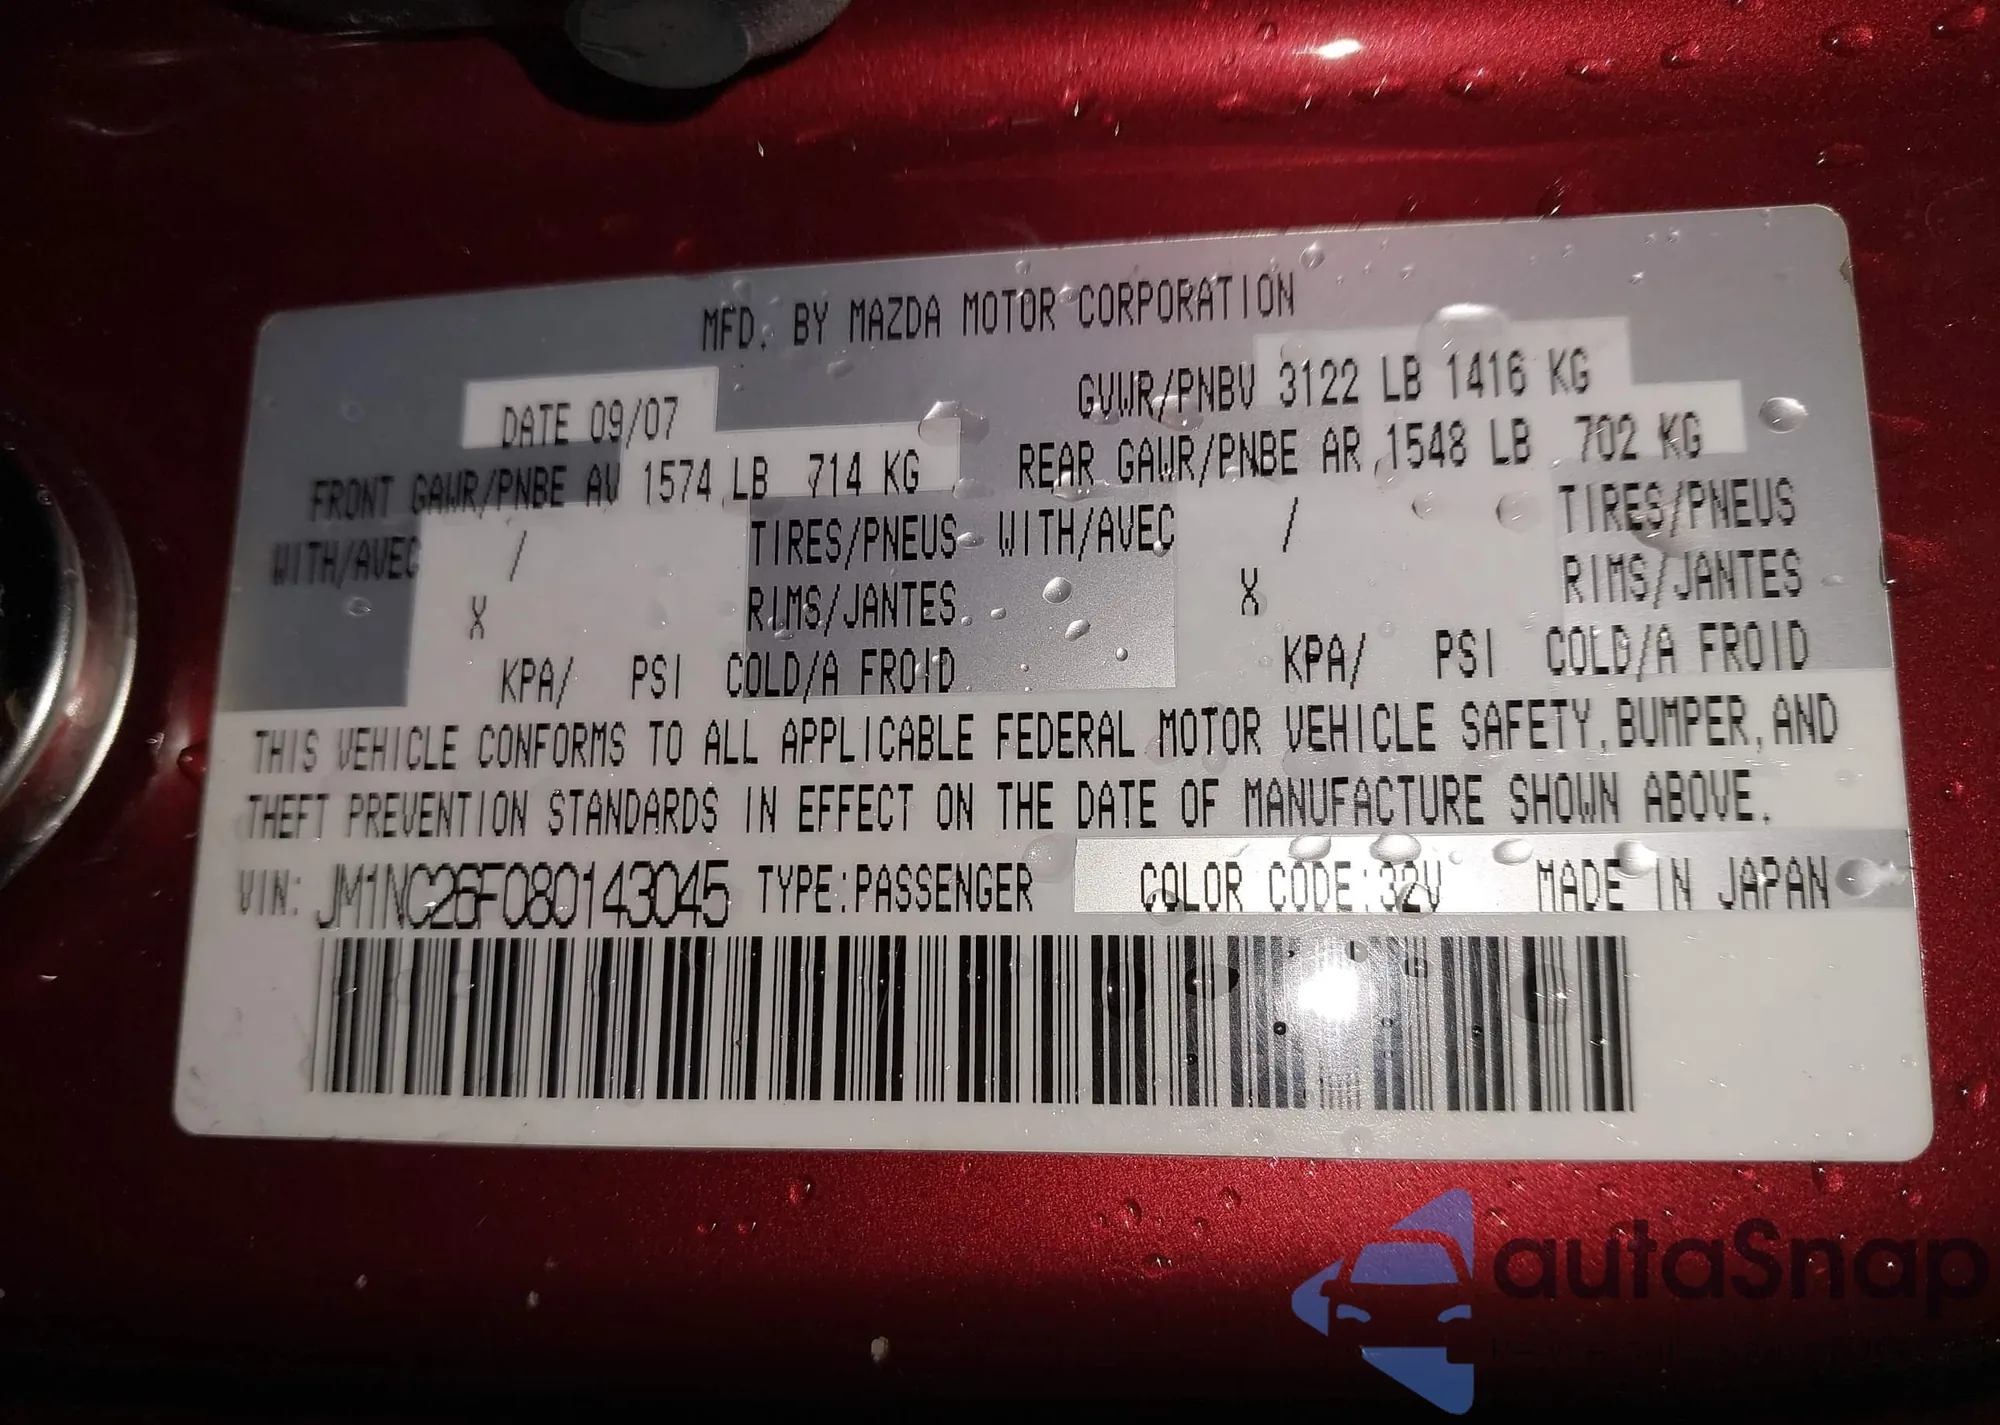 MFD. BY MAZDA MOTOR CORPORATION
DATE 09/07 GVWR/PNBV 3122 LB 1416 KG
FRONT GAWR/PNBE AV 1574 LB 714 KG REAR GAWR/PNBE AR 1548 LB 702 KG
WITH/AVEC / TIRES/PNEUS WITH/AVEC / TIRES/PNEUS
X RIMS/JANTES X RIMS/JANTES
KPA/ PSI COLD/A FROID KPA/ PSI COLD/A FROID
THIS VEHICLE CONFORMS TO ALL APPLICABLE FEDERAL MOTOR VEHICLE SAFETY, BUMPER, AND
THEFT PREVENTION STANDARDS IN EFFECT ON THE DATE OF MANUFACTURE SHOWN ABOVE.
VIN: JM1NC26F080143045 TYPE:PASSENGER COLOR CODE:32V MADE IN JAPAN
autaSnap